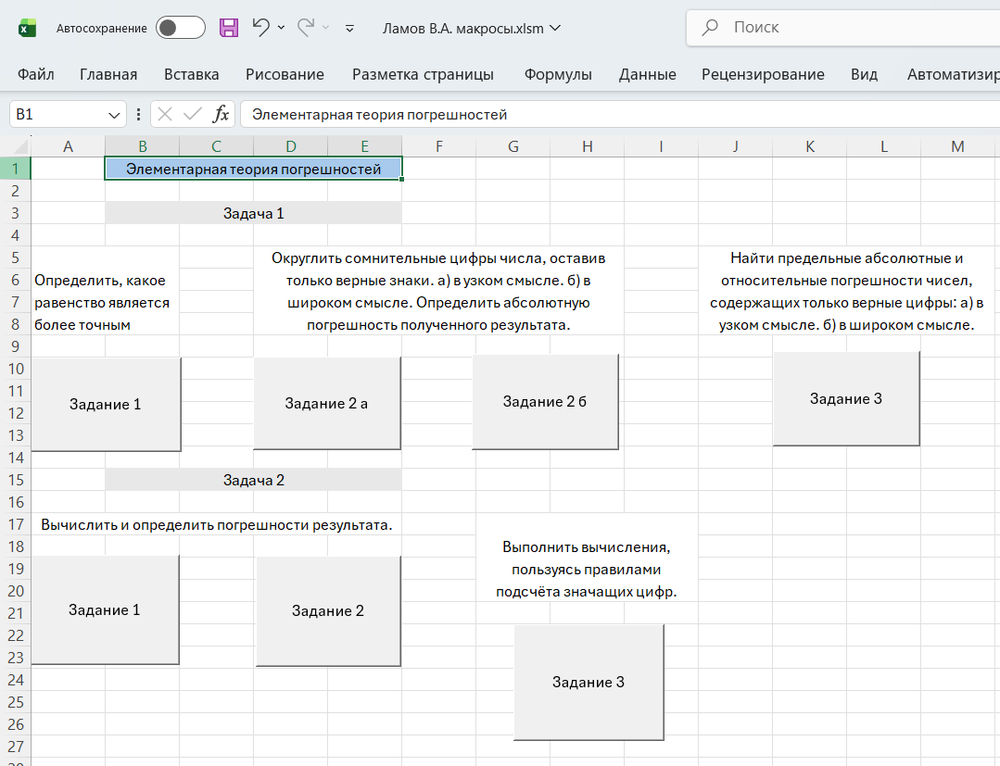 Автосохранение
Ламов В.А. макросы.xlsm
Поиск
Файл Главная Вставка Рисование Разметка страницы Формулы Данные Рецензирование Вид Автоматизир
B1 fx Элементарная теория погрешностей
A B C D E F G H I J K L M
1 Элементарная теория погрешностей
2
3 Задача 1
4
5 Округлить сомнительные цифры числа, оставив Найти предельные абсолютные и
6 Определить, какое только верные знаки. а) в узком смысле. б) в относительные погрешности чисел,
7 равенство является широком смысле. Определить абсолютную содержащих только верные цифры: а) в
8 более точным погрешность полученного результата. узком смысле. б) в широком смысле.
9
10
11 Задание 1 Задание 2 а Задание 2 б Задание 3
12
13
14
15 Задача 2
16
17 Вычислить и определить погрешности результата.
18 Выполнить вычисления,
19 пользуясь правилами
20 подсчёта значащих цифр.
21 Задание 1 Задание 2
22
23
24 Задание 3
25
26
27